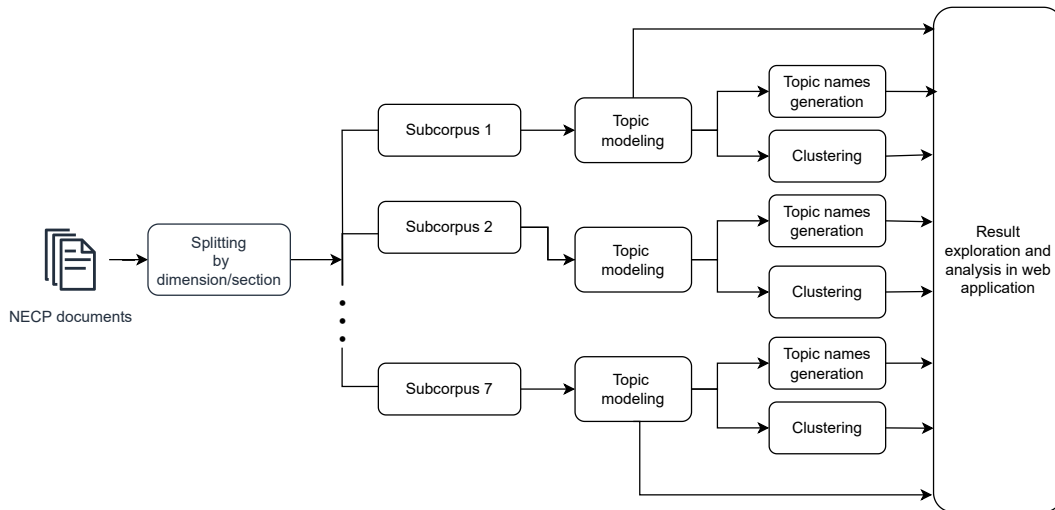 NECP documents
Splitting
by
dimension/section
Subcorpus 1
Topic
modeling
Topic names
generation
Clustering
Subcorpus 2
Topic
modeling
Topic names
generation
Clustering
Subcorpus 7
Topic
modeling
Topic names
generation
Clustering
Result
exploration and
analysis in web
application